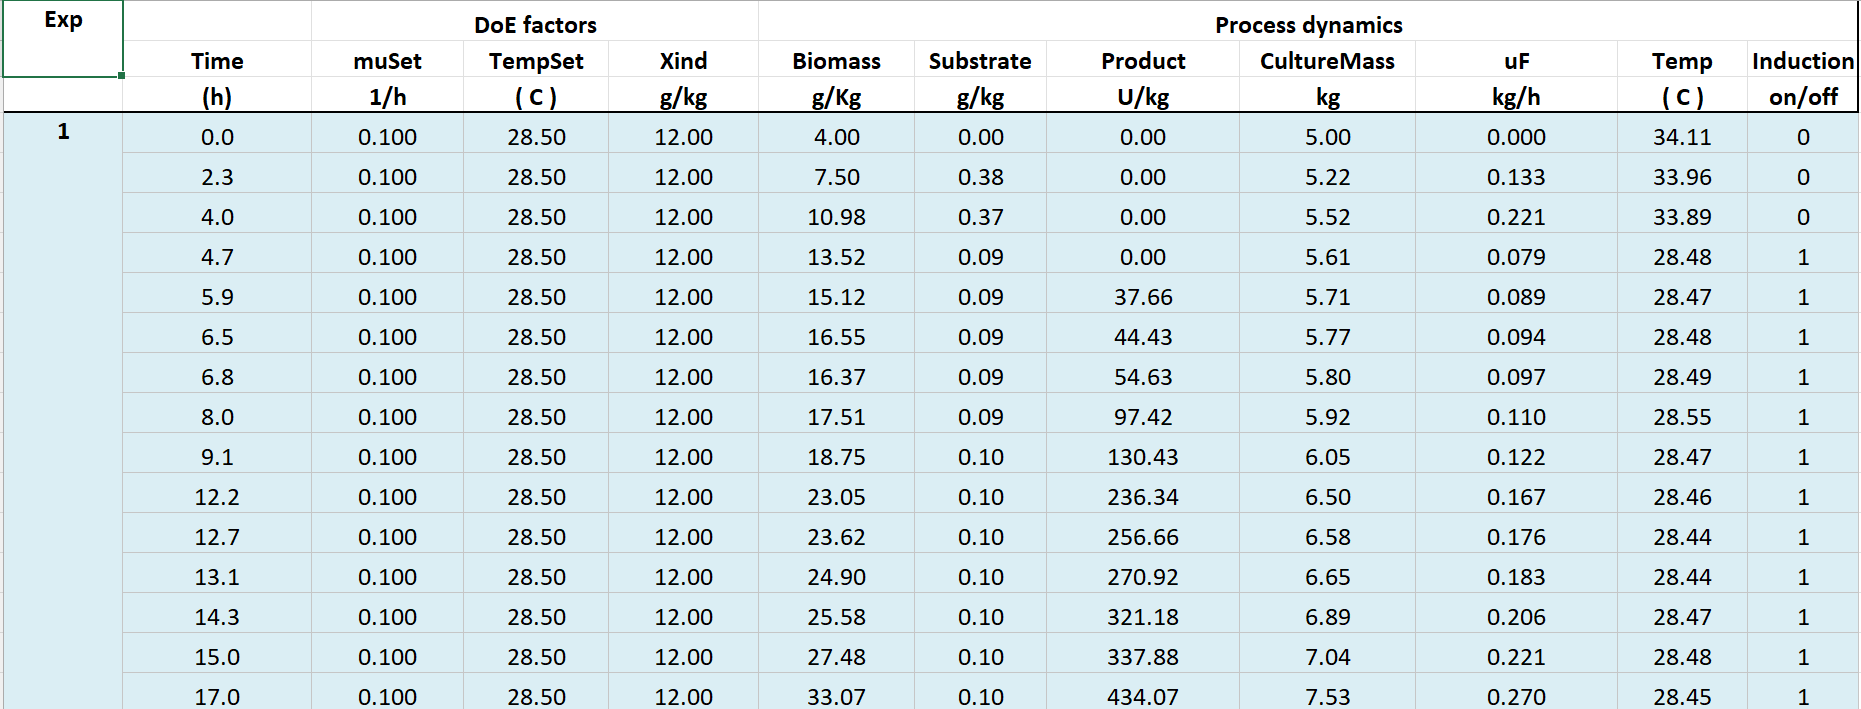 Exp DoE factors Process dynamics
Time muSet TempSet Xind Biomass Substrate Product CultureMass uF Temp Induction
(h) 1/h ( C ) g/kg g/Kg g/kg U/kg kg kg/h ( C ) on/off
1 0.0 0.100 28.50 12.00 4.00 0.00 0.00 5.00 0.000 34.11 0
2.3 0.100 28.50 12.00 7.50 0.38 0.00 5.22 0.133 33.96 0
4.0 0.100 28.50 12.00 10.98 0.37 0.00 5.52 0.221 33.89 0
4.7 0.100 28.50 12.00 13.52 0.09 0.00 5.61 0.079 28.48 1
5.9 0.100 28.50 12.00 15.12 0.09 37.66 5.71 0.089 28.47 1
6.5 0.100 28.50 12.00 16.55 0.09 44.43 5.77 0.094 28.48 1
6.8 0.100 28.50 12.00 16.37 0.09 54.63 5.80 0.097 28.49 1
8.0 0.100 28.50 12.00 17.51 0.09 97.42 5.92 0.110 28.55 1
9.1 0.100 28.50 12.00 18.75 0.10 130.43 6.05 0.122 28.47 1
12.2 0.100 28.50 12.00 23.05 0.10 236.34 6.50 0.167 28.46 1
12.7 0.100 28.50 12.00 23.62 0.10 256.66 6.58 0.176 28.44 1
13.1 0.100 28.50 12.00 24.90 0.10 270.92 6.65 0.183 28.44 1
14.3 0.100 28.50 12.00 25.58 0.10 321.18 6.89 0.206 28.47 1
15.0 0.100 28.50 12.00 27.48 0.10 337.88 7.04 0.221 28.48 1
17.0 0.100 28.50 12.00 33.07 0.10 434.07 7.53 0.270 28.45 1